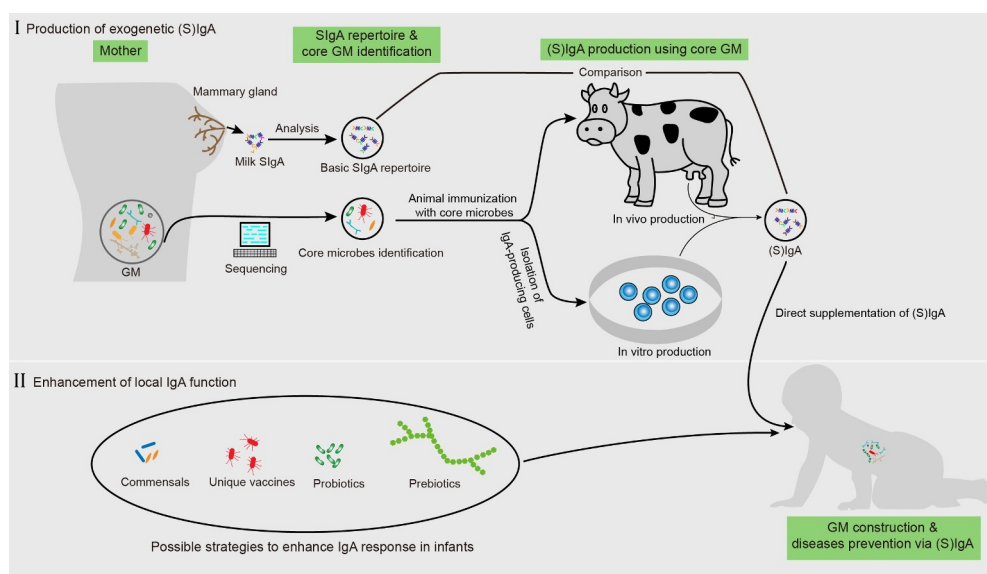 I Production of exogenetic (S)IgA
Mother
SIgA repertoire &
core GM identification
(S)IgA production using core GM
Comparison
Mammary gland
Analysis
Milk SIgA
Basic SIgA repertoire
Animal immunization
with core microbes
In vivo production
(S)IgA
GM
Sequencing
Core microbes identification
Isolation of
IgA-producing cells
In vitro production
Direct supplementation of (S)IgA
II Enhancement of local IgA function
Commensals
Unique vaccines
Probiotics
Prebiotics
Possible strategies to enhance IgA response in infants
GM construction &
diseases prevention via (S)IgA